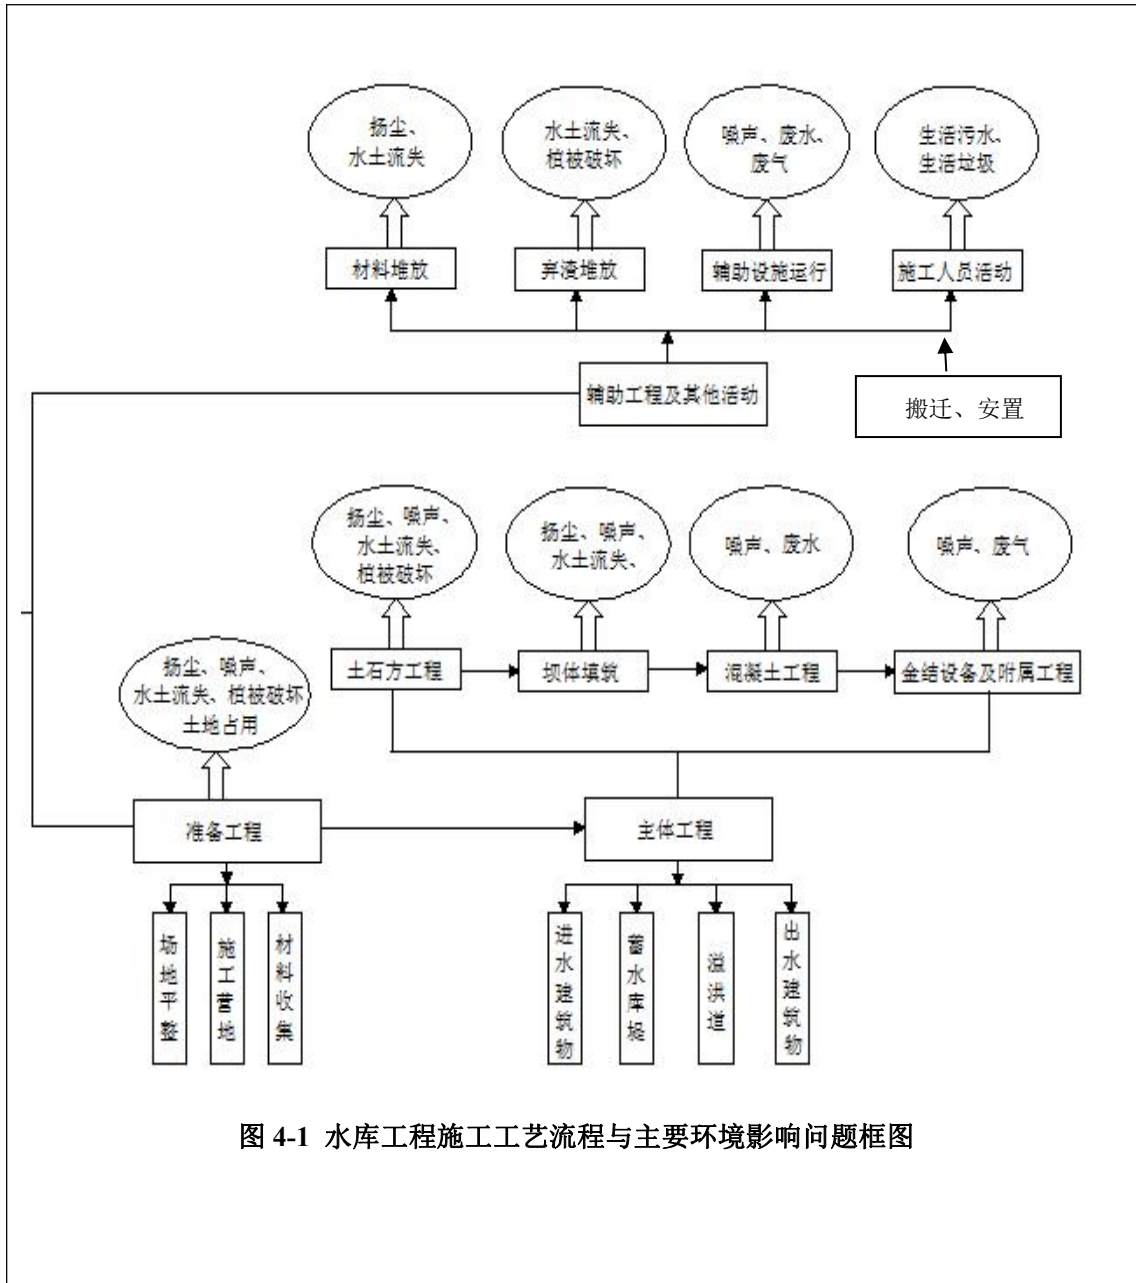 扬尘、
水土流失
水土流失、
植被破坏
噪声、废水、
废气
生活污水、
生活垃圾
材料堆放
弃渣堆放
辅助设施运行
施工人员活动
辅助工程及其他活动
搬迁、安置
扬尘、噪声、
水土流失、
植被破坏
扬尘、噪声、
水土流失、
噪声、废水
噪声、废气
土石方工程
坝体填筑
混凝土工程
金结设备及附属工程
扬尘、噪声、
水土流失、植被破坏
土地占用
准备工程
主体工程
场地平整
施工营地
材料收集
进水建筑物
蓄水库堤
溢洪道
出水建筑物
图 4-1 水库工程施工工艺流程与主要环境影响问题框图